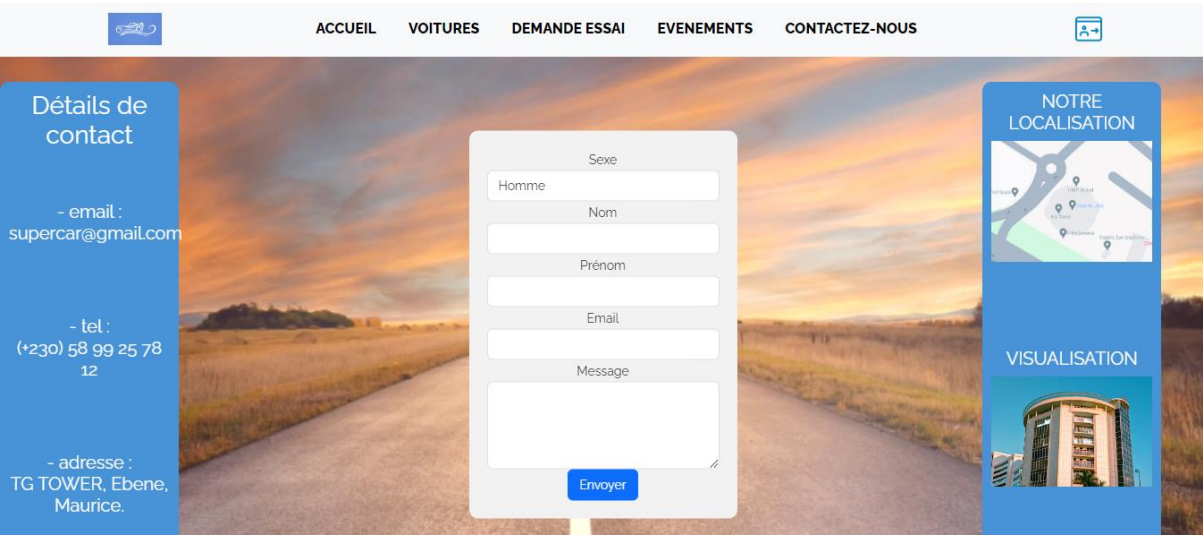 ACCUEIL VOITURES DEMANDE ESSAI EVENEMENTS CONTACTEZ-NOUS
Détails de
contact
- email :
supercar@gmail.com
- tel :
(+230) 58 99 25 78
12
- adresse :
TG TOWER, Ebene,
Maurice.
Sexe
Homme
Nom
Prénom
Email
Message
Envoyer
NOTRE
LOCALISATION
VISUALISATION